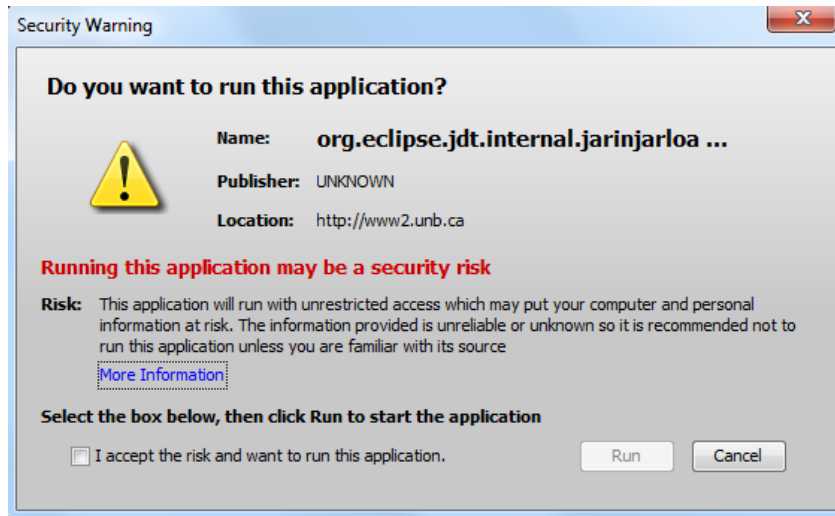 Security Warning
Do you want to run this application?
Name: org.eclipse.jdt.internal.jarinjarloa ...
Publisher: UNKNOWN
Location: http://www2.unb.ca
Running this application may be a security risk
Risk: This application will run with unrestricted access which may put your computer and personal
information at risk. The information provided is unreliable or unknown so it is recommended not to
run this application unless you are familiar with its source
More Information
Select the box below, then click Run to start the application
I accept the risk and want to run this application. Run Cancel